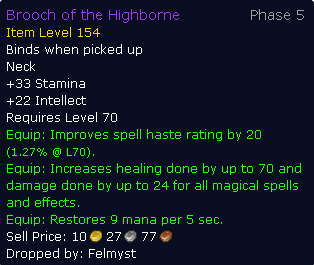 Brooch of the Highborne Phase 5
Item Level 154
Binds when picked up
Neck
+33 Stamina
+22 Intellect
Requires Level 70
Equip: Improves spell haste rating by 20
(1.27% @ L70).
Equip: Increases healing done by up to 70 and
damage done by up to 24 for all magical spells
and effects.
Equip: Restores 9 mana per 5 sec.
Sell Price: 10 27 77
Dropped by: Felmyst